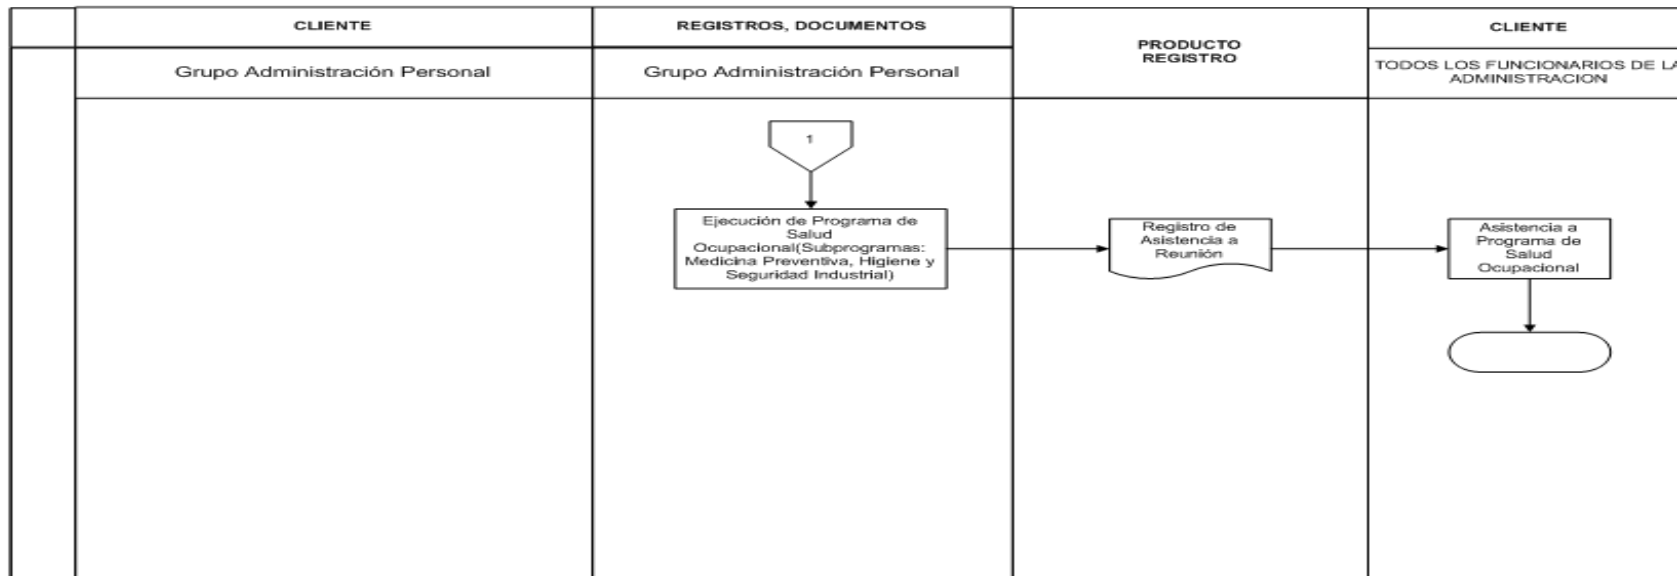 CLIENTE
REGISTROS, DOCUMENTOS
PRODUCTO
REGISTRO
CLIENTE
Grupo Administración Personal
Grupo Administración Personal
TODOS LOS FUNCIONARIOS DE LA
ADMINISTRACION
1
Ejecución de Programa de
Salud
Ocupacional(Subprogramas:
Medicina Preventiva, Higiene y
Seguridad Industrial)
Registro de
Asistencia a
Reunión
Asistencia a
Programa de
Salud
Ocupacional